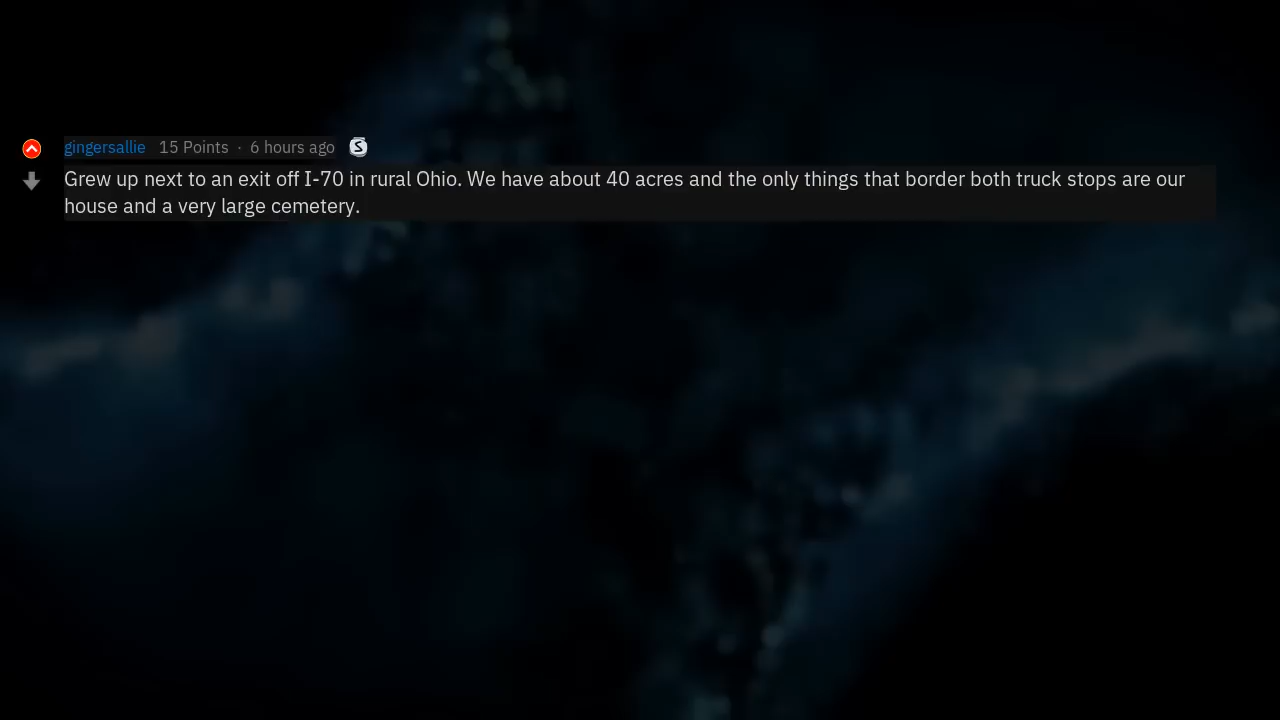 gingersallie 15 Points · 6 hours ago
Grew up next to an exit off I-70 in rural Ohio. We have about 40 acres and the only things that border both truck stops are our
house and a very large cemetery.